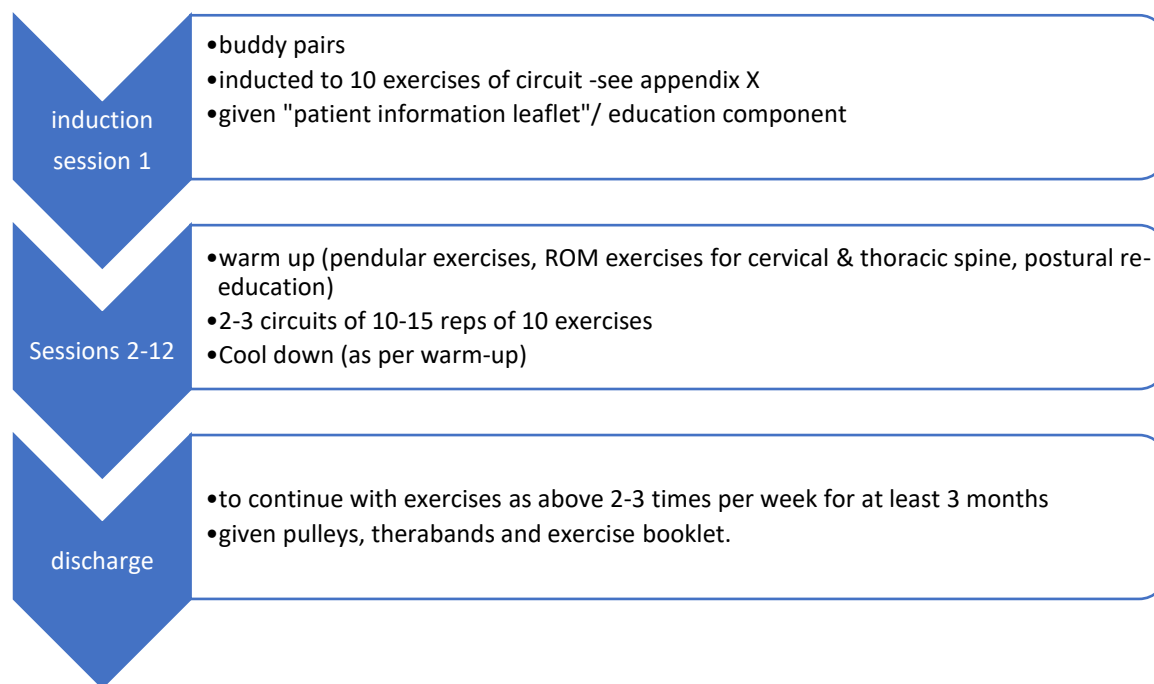 induction
session 1
•buddy pairs
•inducted to 10 exercises of circuit -see appendix X
•given "patient information leaflet"/ education component
Sessions 2-12
•warm up (pendular exercises, ROM exercises for cervical & thoracic spine, postural re-
education)
•2-3 circuits of 10-15 reps of 10 exercises
•Cool down (as per warm-up)
discharge
•to continue with exercises as above 2-3 times per week for at least 3 months
•given pulleys, therabands and exercise booklet.